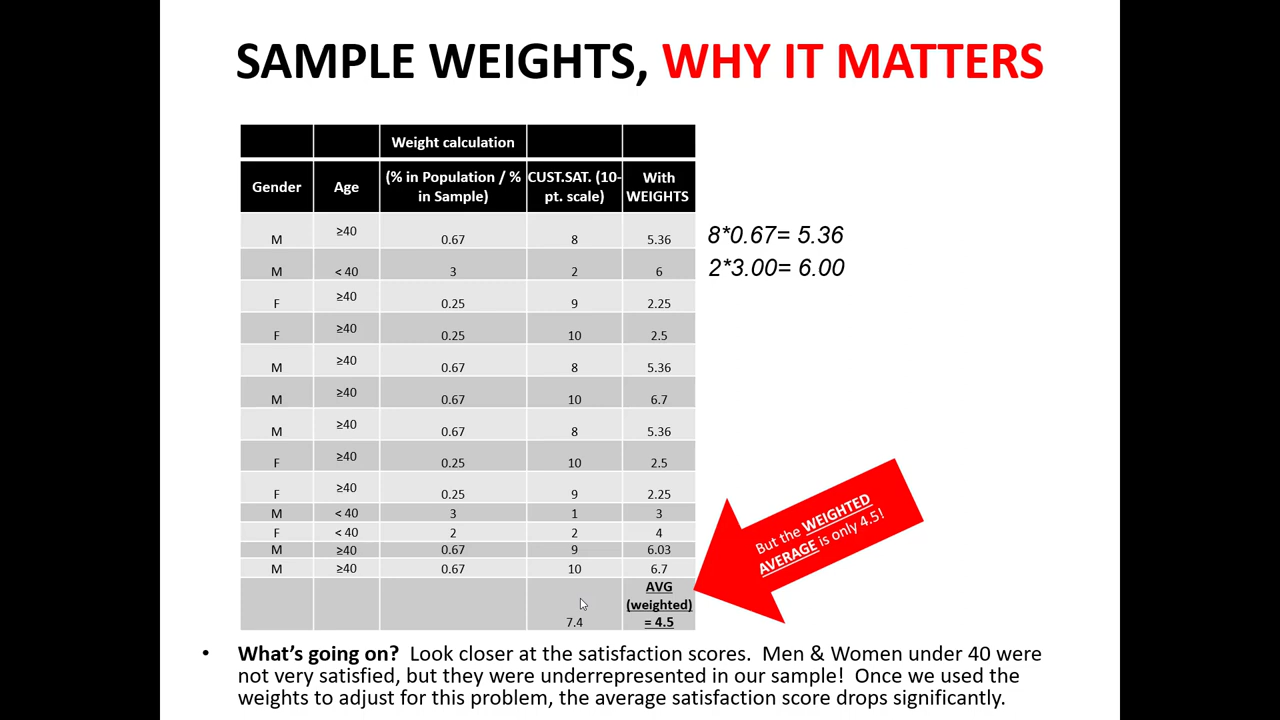 SAMPLE WEIGHTS, WHY IT MATTERS
Weight calculation
Gender Age (% in Population / % in Sample) CUST.SAT. (10-pt. scale) With WEIGHTS
M ≥40 0.67 8 5.36
M < 40 3 2 6
F ≥40 0.25 9 2.25
F ≥40 0.25 10 2.5
M ≥40 0.67 8 5.36
M ≥40 0.67 10 6.7
M ≥40 0.67 8 5.36
F ≥40 0.25 10 2.5
F ≥40 0.25 9 2.25
M < 40 3 1 3
F < 40 2 2 4
M ≥40 0.67 9 6.03
M ≥40 0.67 10 6.7
7.4 AVG (weighted) = 4.5
8*0.67= 5.36
2*3.00= 6.00
But the WEIGHTED
AVERAGE is only 4.5!
• What’s going on? Look closer at the satisfaction scores. Men & Women under 40 were
not very satisfied, but they were underrepresented in our sample! Once we used the
weights to adjust for this problem, the average satisfaction score drops significantly.